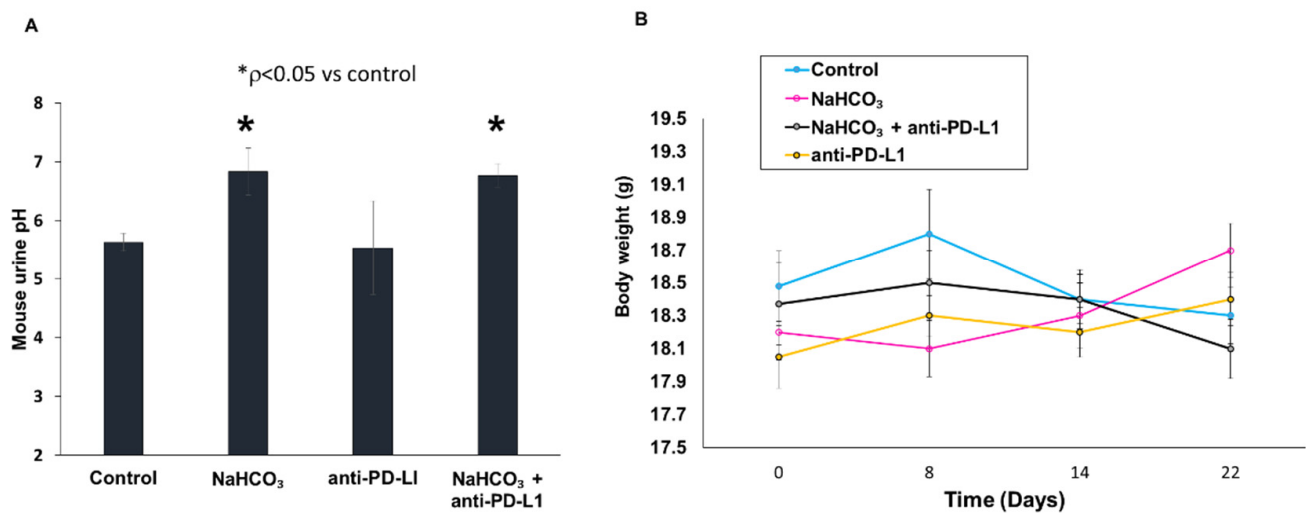 A
*ρ<0.05 vs control
Mouse urine pH
8
7
6
5
4
3
2
*
*
Control
NaHCO₃
anti-PD-LI
NaHCO₃ +
anti-PD-L1
B
Control
NaHCO₃
NaHCO₃ + anti-PD-L1
anti-PD-L1
Body weight (g)
19.5
19.3
19.1
18.9
18.7
18.5
18.3
18.1
17.9
17.7
17.5
0
8
14
22
Time (Days)